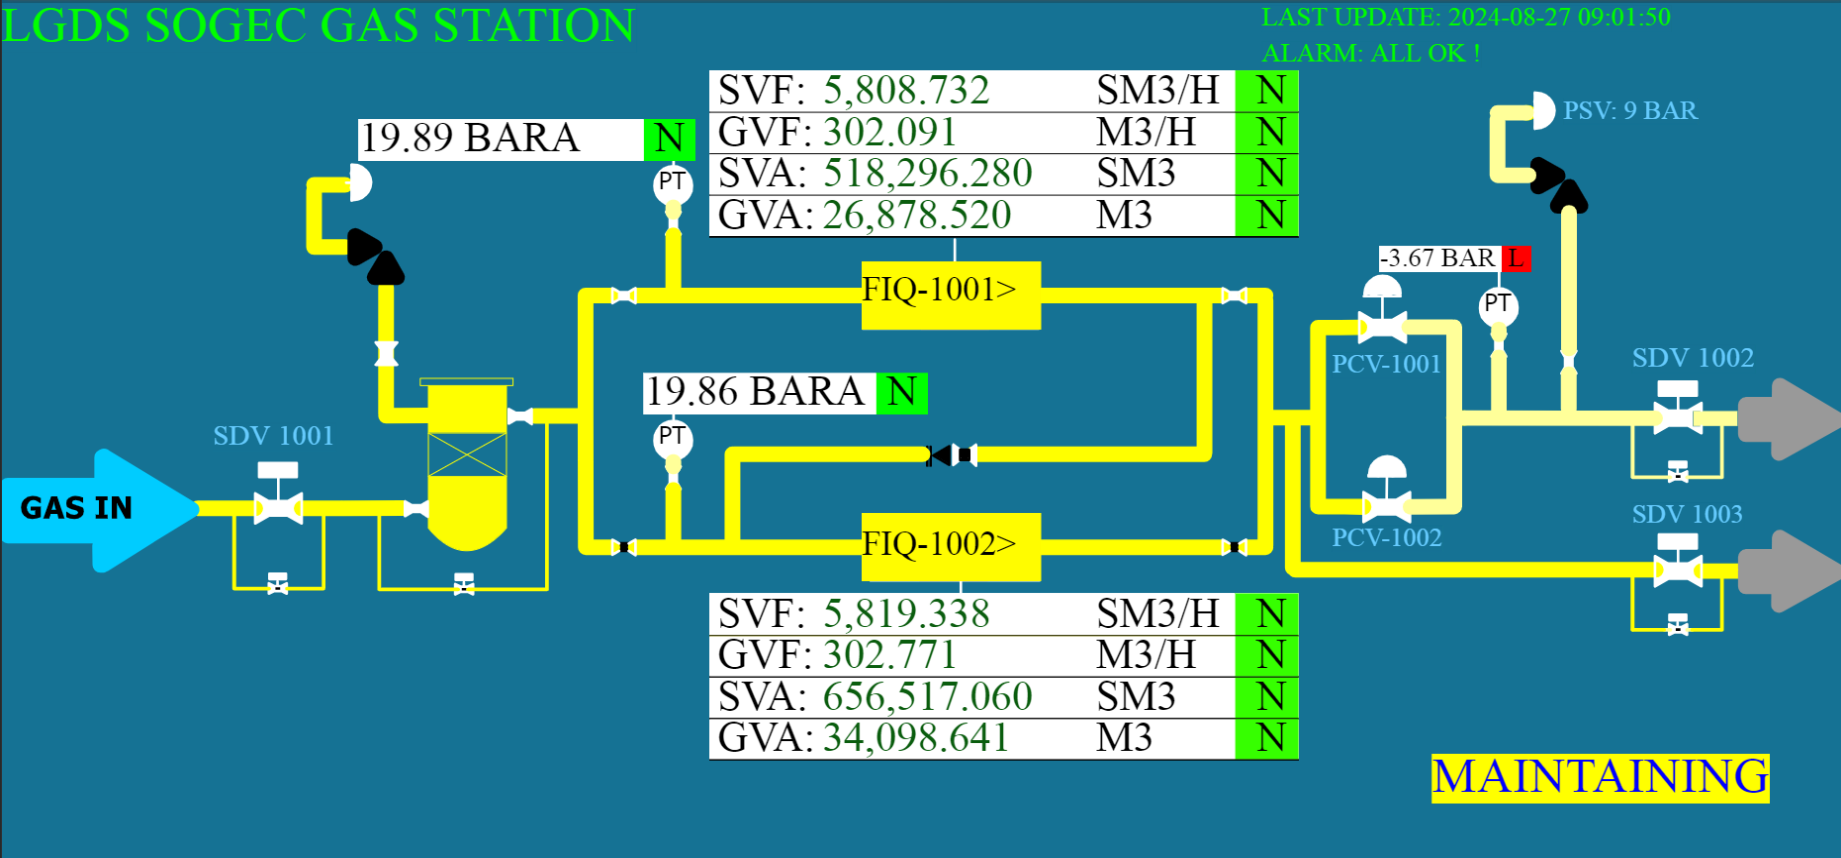 LGDS SOGEC GAS STATION
LAST UPDATE: 2024-08-27 09:01:50
ALARM: ALL OK !
SVF: 5,808.732 SM3/H N
GVF: 302.091 M3/H N
SVA: 518,296.280 SM3 N
GVA: 26,878.520 M3 N
19.89 BARA N
PT
PSV: 9 BAR
-3.67 BAR L
PT
FIQ-1001>
PCV-1001
SDV 1002
19.86 BARA N
PT
SDV 1001
GAS IN
FIQ-1002>
PCV-1002
SDV 1003
SVF: 5,819.338 SM3/H N
GVF: 302.771 M3/H N
SVA: 656,517.060 SM3 N
GVA: 34,098.641 M3 N
MAINTAINING